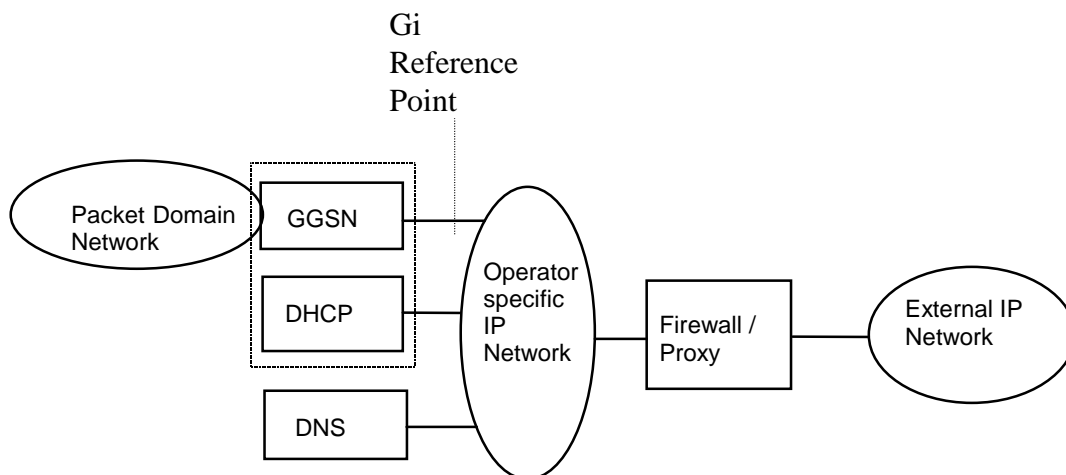 Gi
Reference
Point
Packet Domain
Network
GGSN
DHCP
DNS
Operator
specific
IP
Network
Firewall /
Proxy
External IP
Network